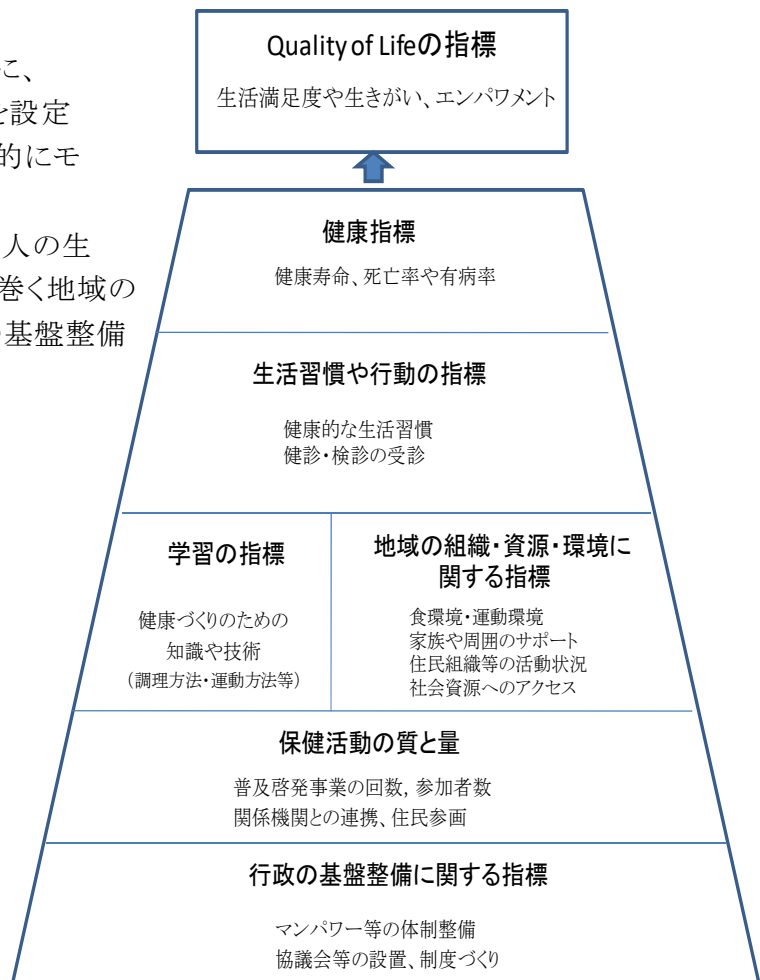 Quality of Lifeの指標
生活満足度や生きがい、エンパワメント
に、
を設定
的にモ
人の生
巻く地域の
基盤整備
健康指標
健康寿命、死亡率や有病率
生活習慣や行動の指標
健康的な生活習慣
健診・検診の受診
学習の指標
健康づくりのための
知識や技術
（調理方法・運動方法等）
地域の組織・資源・環境に
関する指標
食環境・運動環境
家族や周囲のサポート
住民組織等の活動状況
社会資源へのアクセス
保健活動の質と量
普及啓発事業の回数，参加者数
関係機関との連携、住民参画
行政の基盤整備に関する指標
マンパワー等の体制整備
協議会等の設置、制度づくり